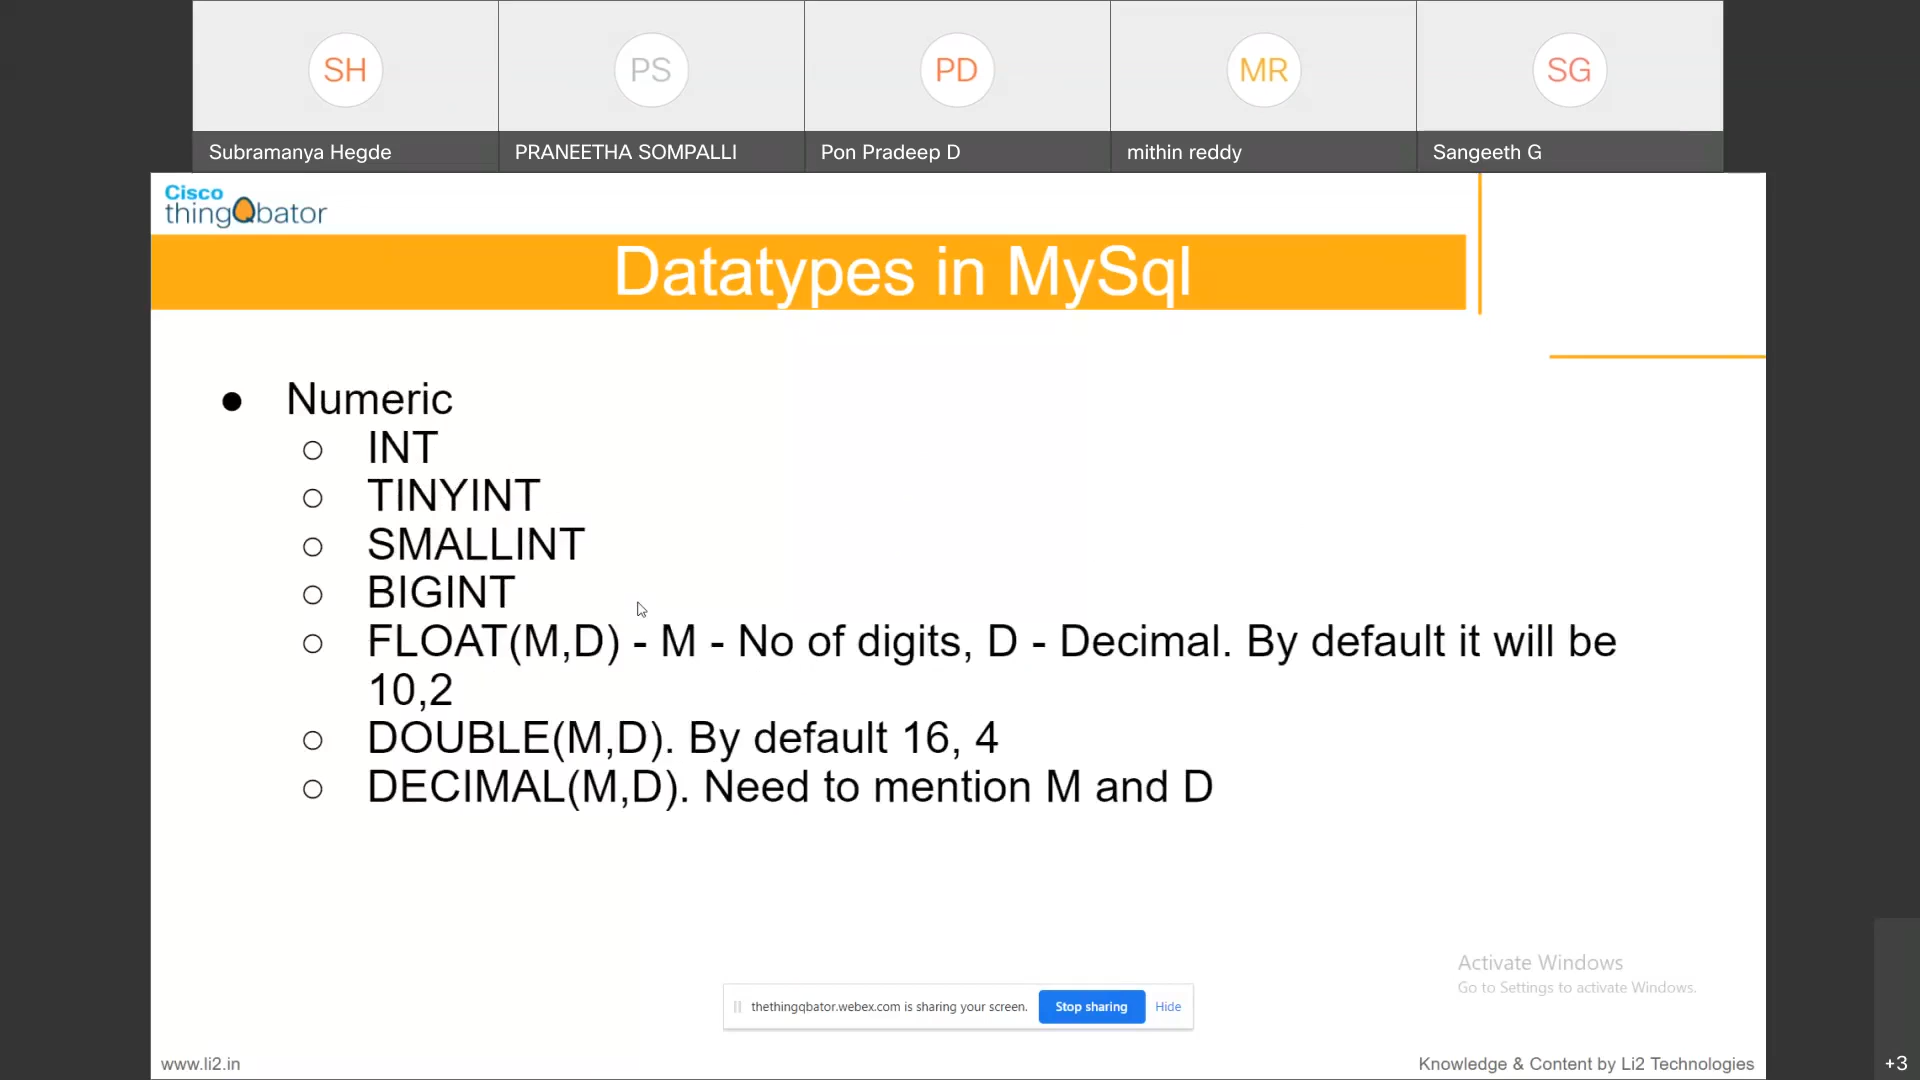 SH PS PD MR SG
Subramanya Hegde PRANEETHA SOMPALLI Pon Pradeep D mithin reddy Sangeeth G
Cisco
thingQbator
Datatypes in MySql
● Numeric
○ INT
○ TINYINT
○ SMALLINT
○ BIGINT
○ FLOAT(M,D) - M - No of digits, D - Decimal. By default it will be
10,2
○ DOUBLE(M,D). By default 16, 4
○ DECIMAL(M,D). Need to mention M and D
Activate Windows
Go to Settings to activate Windows.
thethingqbator.webex.com is sharing your screen. Stop sharing Hide
www.li2.in Knowledge & Content by Li2 Technologies +3